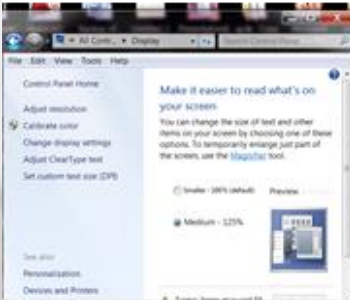 All Contr...
Display
Search Control Panel
File Edit View Tools Help
Control Panel Home
Adjust resolution
Calibrate color
Change display settings
Adjust ClearType text
Set custom text size (DPI)
See also
Personalization
Devices and Printers
Make it easier to read what's on
your screen
You can change the size of text and other
items on your screen by choosing one of these
options. To temporarily enlarge just part of
the screen, use the Magnifier tool.
Smaller - 100% (default)
Preview
Medium - 125%